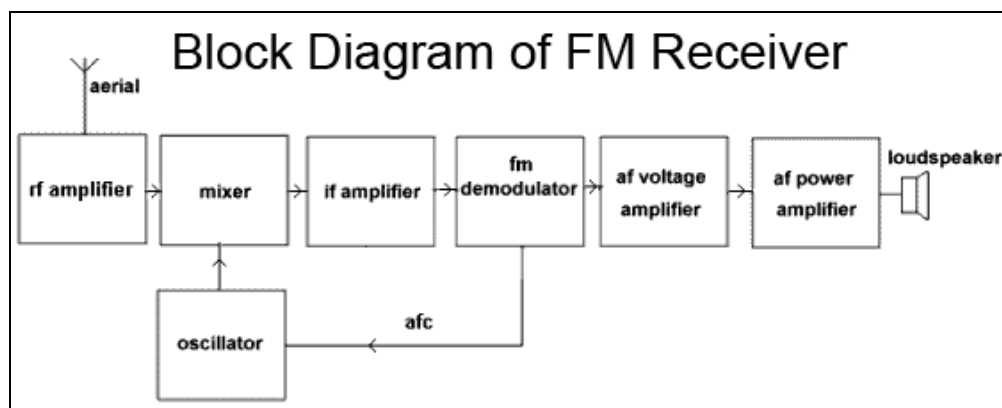 Block Diagram of FM Receiver
aerial
rf amplifier
mixer
if amplifier
fm
demodulator
af voltage
amplifier
af power
amplifier
loudspeaker
oscillator
afc